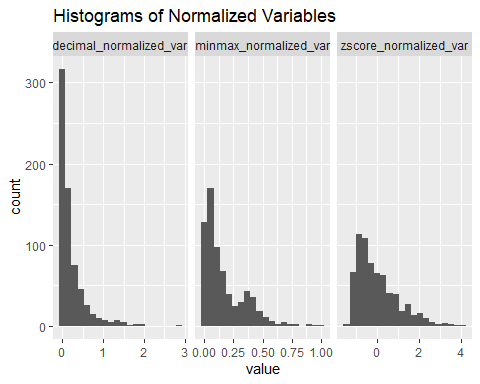 Histograms of Normalized Variables
decimal_normalized_var minmax_normalized_var zscore_normalized_var
300
200
100
0
count
0 1 2 3 0.00 0.25 0.50 0.75 1.00 0 2 4
value